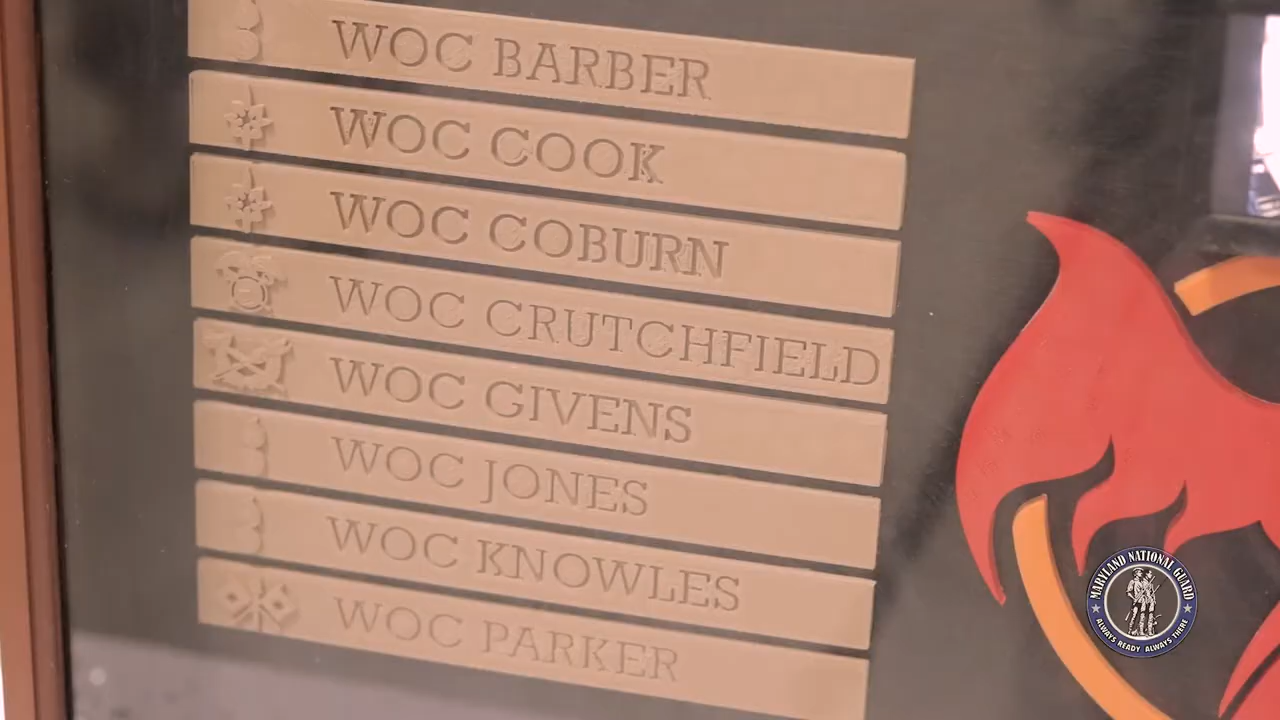 WOC BARBER
WOC COOK
WOC COBURN
WOC CRUTCHFIELD
WOC GIVENS
WOC JONES
WOC KNOWLES
WOC PARKER
MARYLAND NATIONAL GUARD
ALWAYS READY ALWAYS THERE